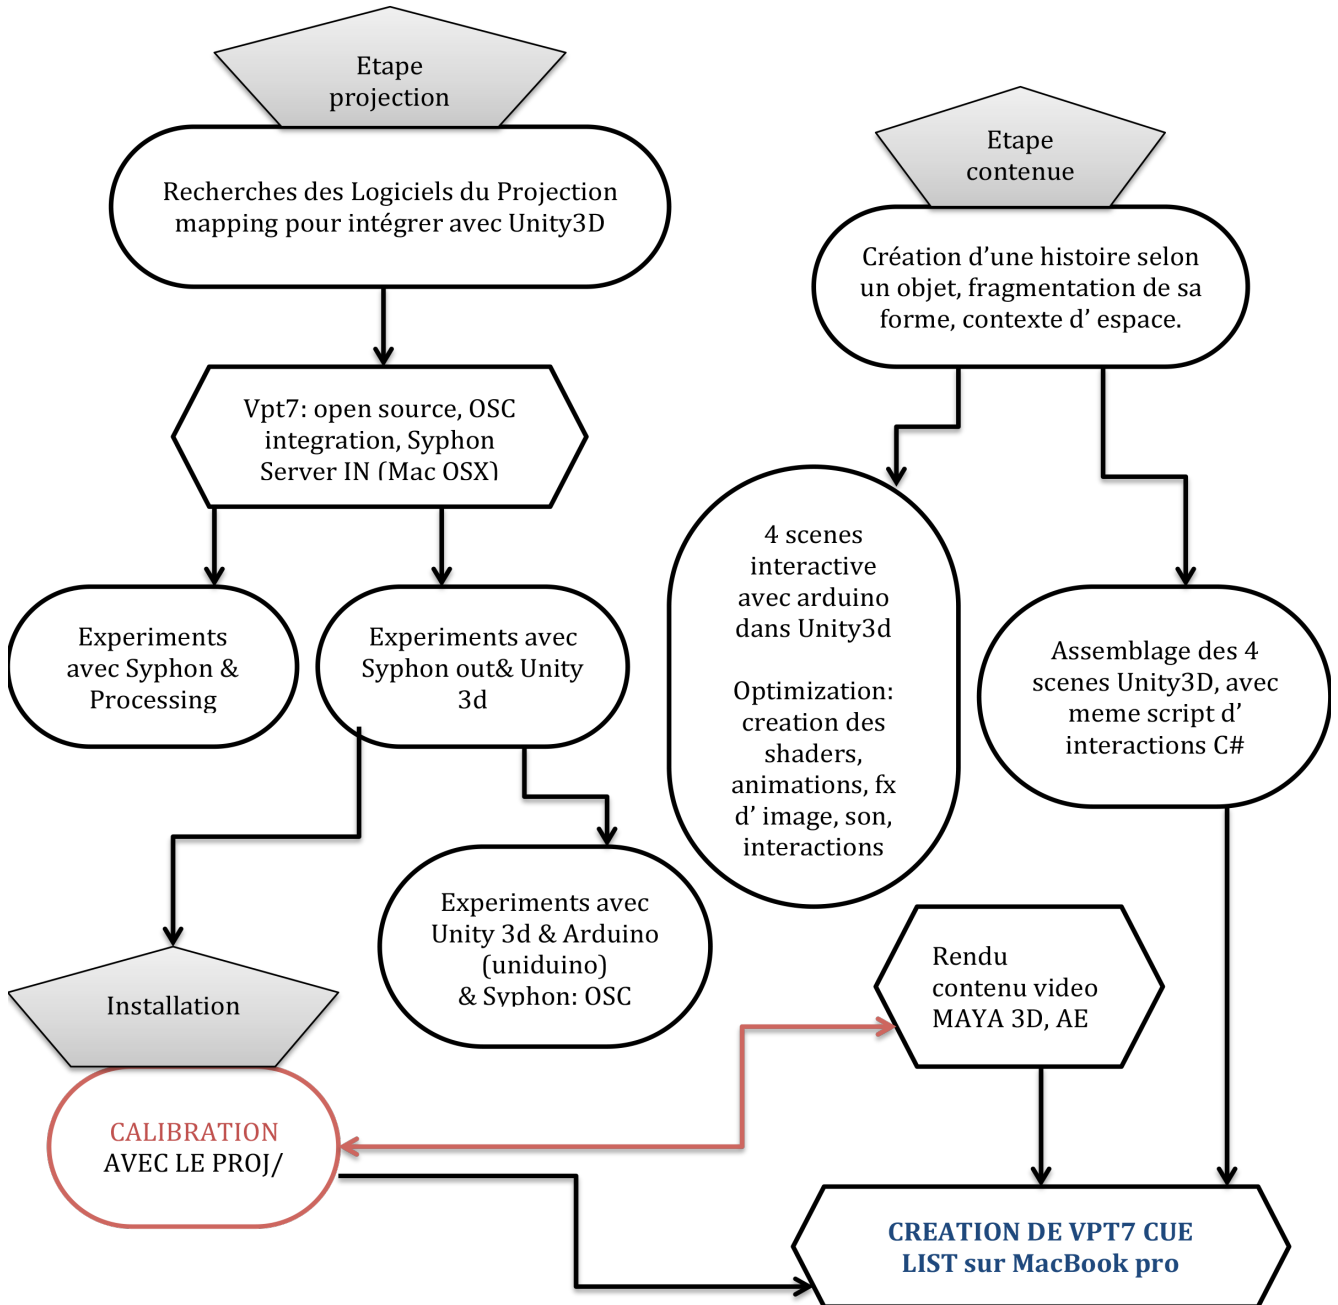 Etape
projection
Recherches des Logiciels du Projection
mapping pour intégrer avec Unity3D
Vpt7: open source, OSC
integration, Syphon
Server IN (Mac OSX)
Experiments
avec Syphon &
Processing
Experiments avec
Syphon out& Unity
3d
Experiments avec
Unity 3d & Arduino
(uniduino)
& Syphon: OSC
Installation
CALIBRATION
AVEC LE PROJ/
Etape
contenue
Création d’une histoire selon
un objet, fragmentation de sa
forme, contexte d’ espace.
4 scenes
interactive
avec arduino
dans Unity3d
Optimization:
creation des
shaders,
animations, fx
d’ image, son,
interactions
Assemblage des 4
scenes Unity3D, avec
meme script d’
interactions C#
Rendu
contenu video
MAYA 3D, AE
CREATION DE VPT7 CUE
LIST sur MacBook pro